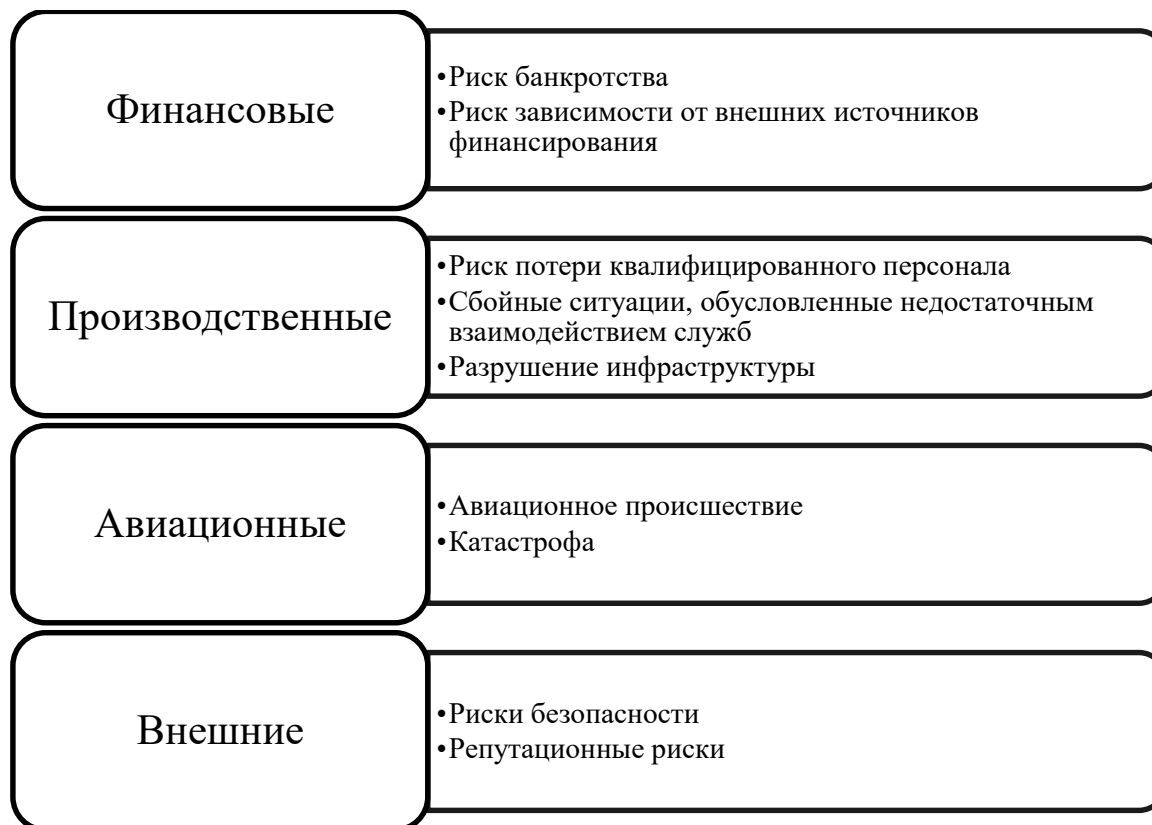 Финансовые
•Риск банкротства
•Риск зависимости от внешних источников
финансирования
Производственные
•Риск потери квалифицированного персонала
•Сбойные ситуации, обусловленные недостаточным
взаимодействием служб
•Разрушение инфраструктуры
Авиационные
•Авиационное происшествие
•Катастрофа
Внешние
•Риски безопасности
•Репутационные риски